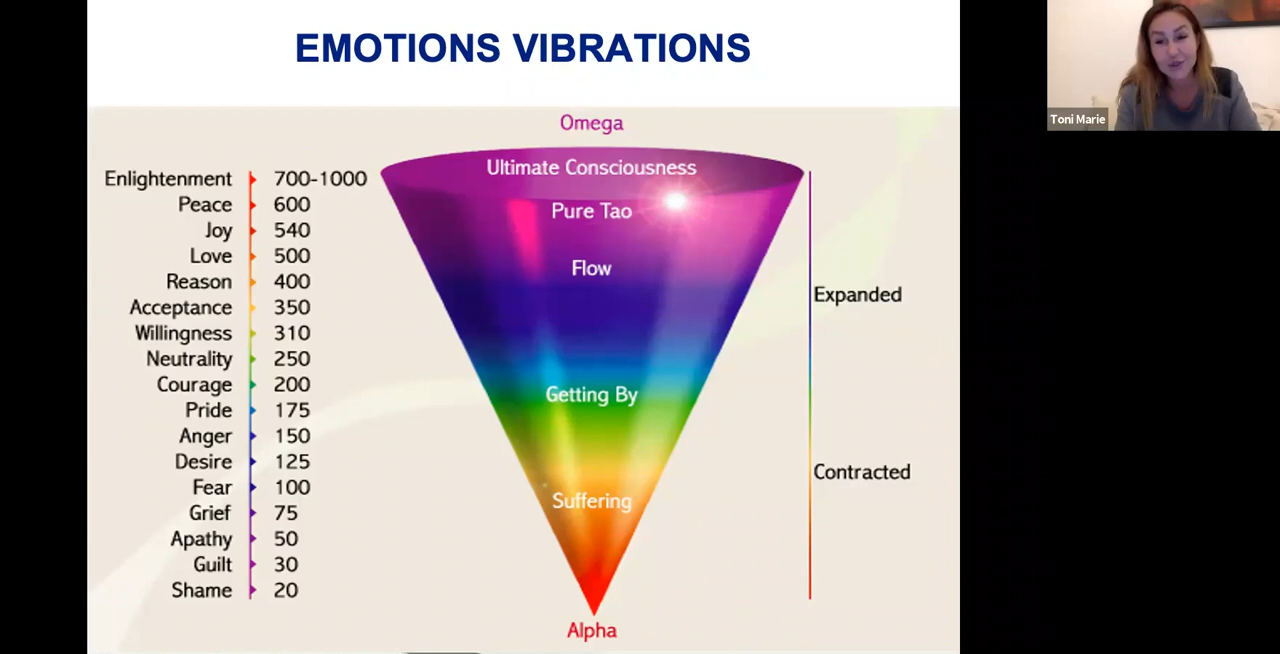 EMOTIONS VIBRATIONS
Toni Marie
Omega
Ultimate Consciousness
Enlightenment 700-1000
Peace 600
Pure Tao
Joy 540
Love 500
Flow
Reason 400
Expanded
Acceptance 350
Willingness 310
Neutrality 250
Courage 200
Getting By
Pride 175
Anger 150
Desire 125
Contracted
Fear 100
Suffering
Grief 75
Apathy 50
Guilt 30
Shame 20
Alpha